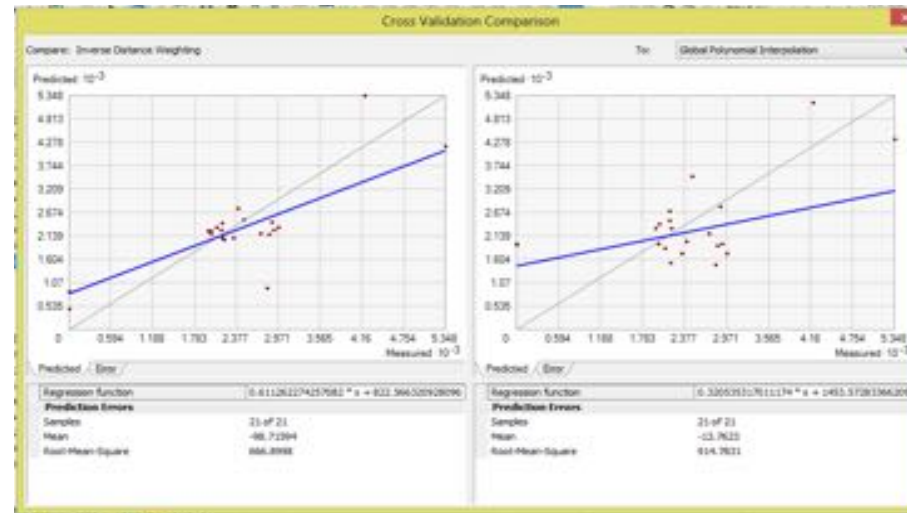 Cross Validation Comparison
Compare: Inverse Distance Weighting
To: Global Polynomial Interpolation
Predicted 10-3
5.348
4.813
4.278
3.744
3.209
2.674
2.139
1.604
1.07
0.535
0 0.594 1.188 1.783 2.377 2.971 3.565 4.16 4.754 5.348
Measured 10-3
Predicted Error
Regression function
Prediction Errors
Samples 21 of 21
Mean
Root-Mean-Square
Predicted 10-3
5.348
4.813
4.278
3.744
3.209
2.674
2.139
1.604
1.07
0.535
0 0.594 1.188 1.783 2.377 2.971 3.565 4.16 4.754 5.348
Measured 10-3
Predicted Error
Regression function
Prediction Errors
Samples 21 of 21
Mean -13.7623
Root-Mean-Square 914.7631